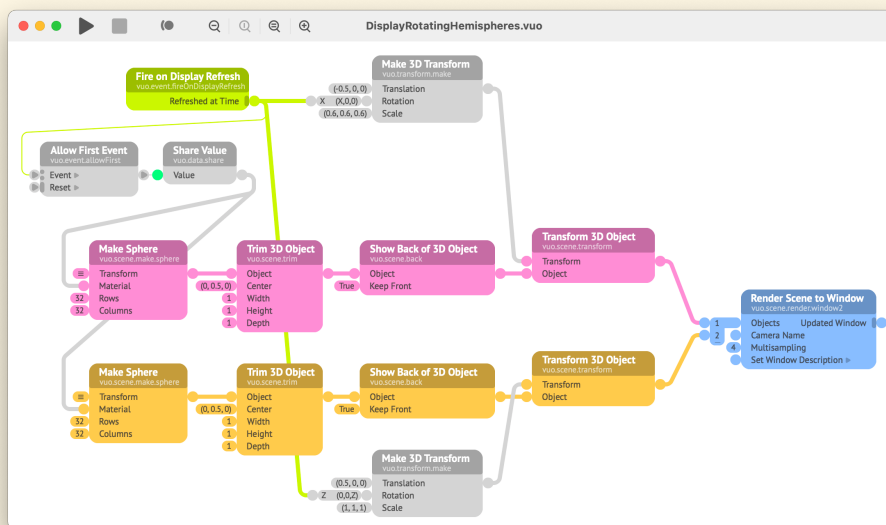 DisplayRotatingHemispheres.vuo
Make 3D Transform
vuo.transform.make
(-0.5, 0, 0) Translation
X (X,0,0) Rotation
(0.6, 0.6, 0.6) Scale
Fire on Display Refresh
vuo.event.fireOnDisplayRefresh
Refreshed at Time
Allow First Event
vuo.event.allowFirst
Event
Reset
Share Value
vuo.data.share
Value
Make Sphere
vuo.scene.make.sphere
Transform
Material
32 Rows
32 Columns
Trim 3D Object
vuo.scene.trim
Object
(0, 0.5, 0) Center
1 Width
1 Height
1 Depth
Show Back of 3D Object
vuo.scene.back
Object
True Keep Front
Transform 3D Object
vuo.scene.transform
Transform
Object
Render Scene to Window
vuo.scene.render.window2
1 Objects Updated Window
2 Camera Name
4 Multisampling
Set Window Description
Make Sphere
vuo.scene.make.sphere
Transform
Material
32 Rows
32 Columns
Trim 3D Object
vuo.scene.trim
Object
(0, 0.5, 0) Center
1 Width
1 Height
1 Depth
Show Back of 3D Object
vuo.scene.back
Object
True Keep Front
Transform 3D Object
vuo.scene.transform
Transform
Object
Make 3D Transform
vuo.transform.make
(0.5, 0, 0) Translation
Z (0,0,Z) Rotation
(1, 1, 1) Scale